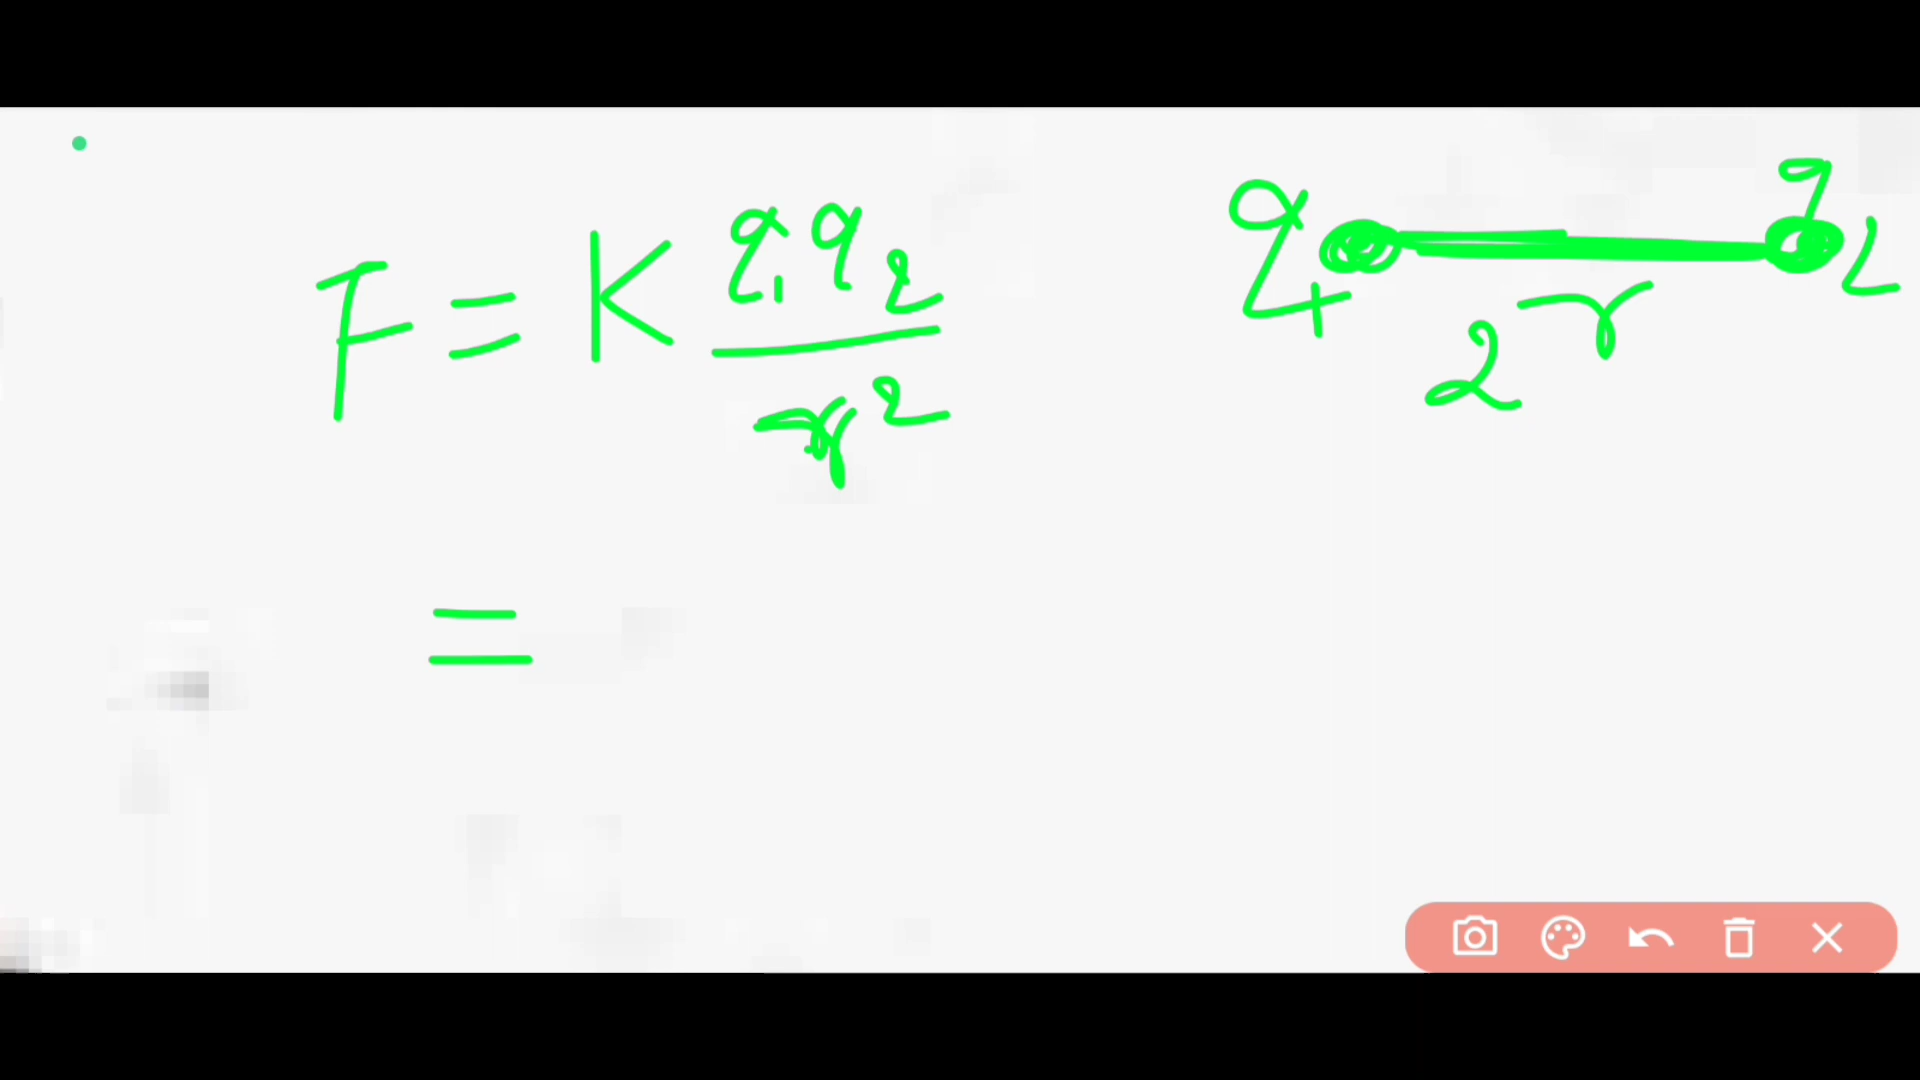 F = K q₁q₂ / r²
q₁ q₂
2r
=